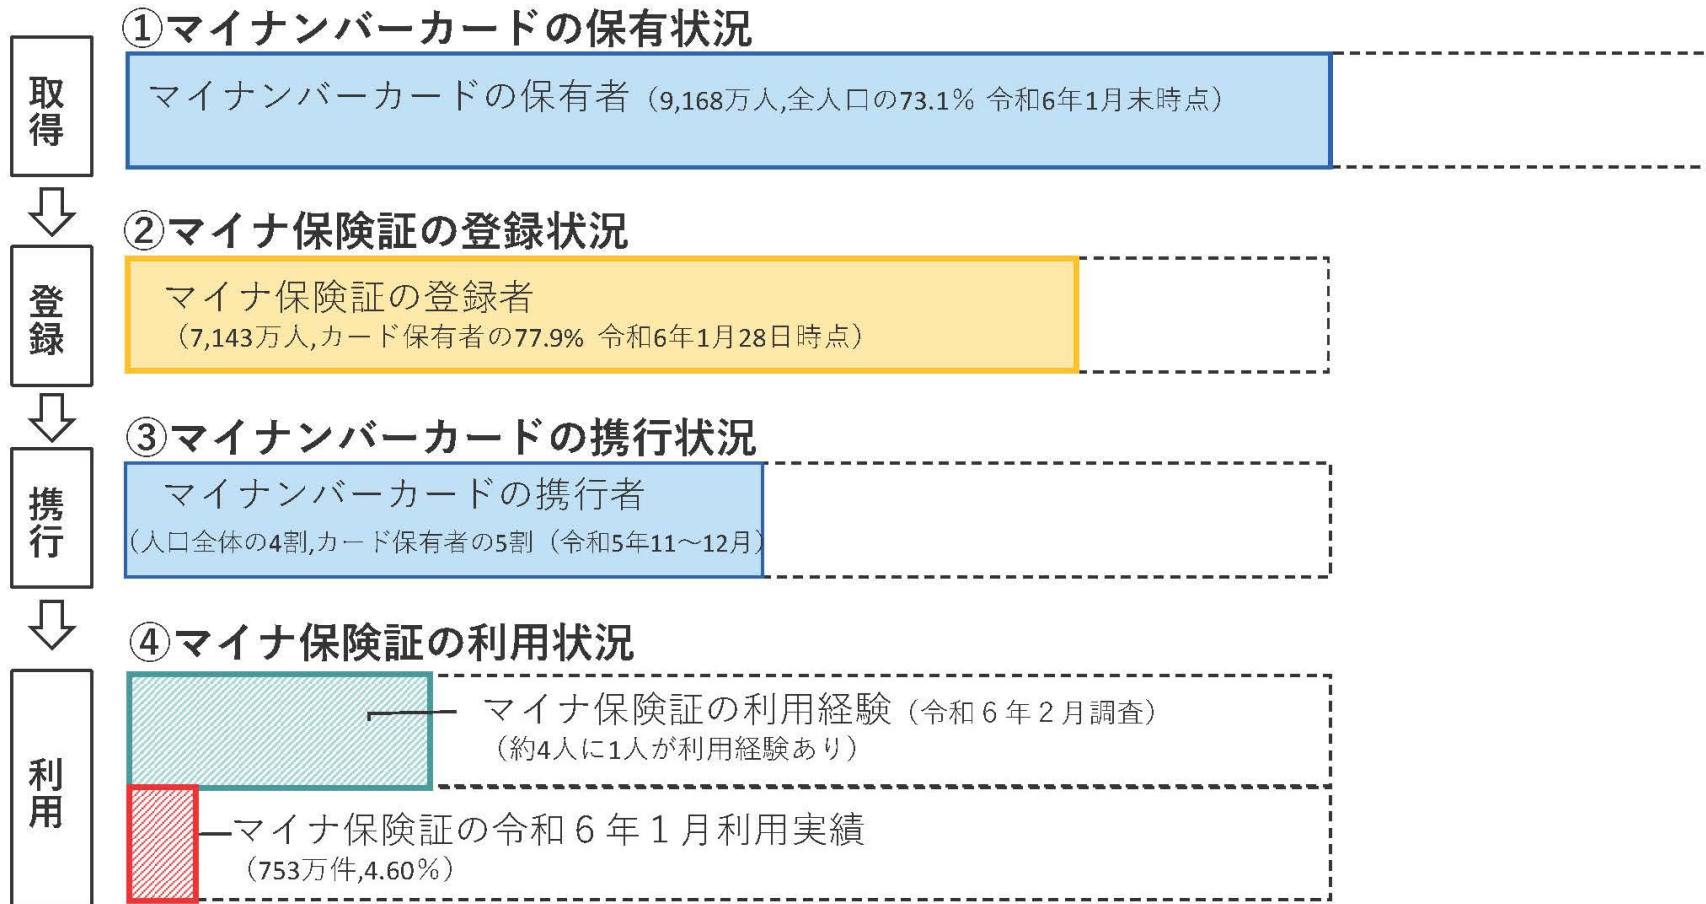 ①マイナンバーカードの保有状況
取得
マイナンバーカードの保有者（9,168万人,全人口の73.1％ 令和6年1月末時点）
②マイナ保険証の登録状況
登録
マイナ保険証の登録者
（7,143万人,カード保有者の77.9% 令和6年1月28日時点）
③マイナンバーカードの携行状況
携行
マイナンバーカードの携行者
（人口全体の4割,カード保有者の5割（令和5年11～12月）
④マイナ保険証の利用状況
利用
マイナ保険証の利用経験（令和６年２月調査）
（約4人に1人が利用経験あり）
マイナ保険証の令和６年１月利用実績
（753万件,4.60％）